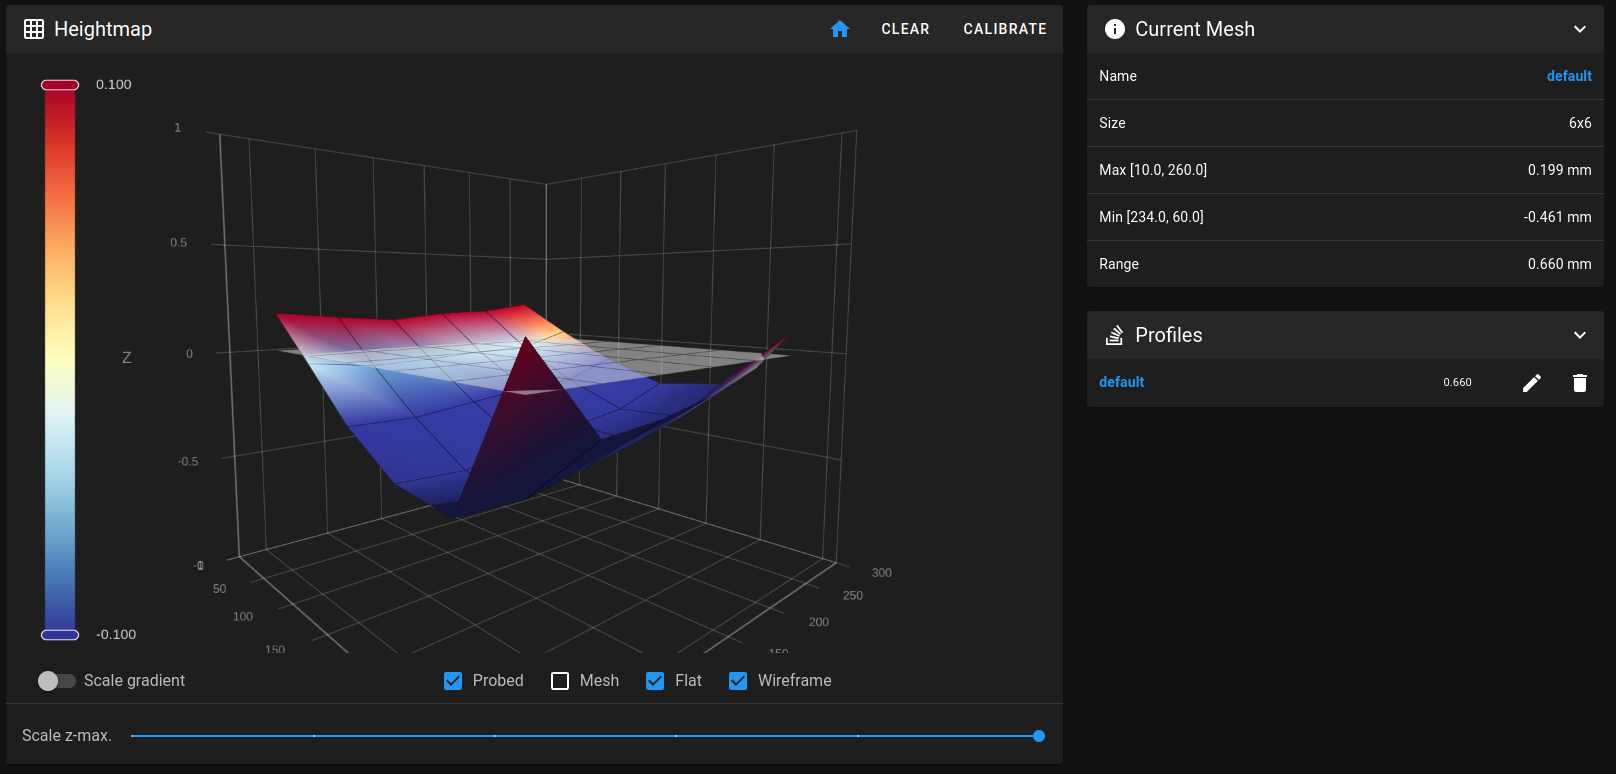 Heightmap
CLEAR
CALIBRATE
0.100
-0.100
Z
1
0.5
0
-0.5
50
100
150
300
250
200
Scale gradient
Probed
Mesh
Flat
Wireframe
Scale z-max.
Current Mesh
Name default
Size 6x6
Max [10.0, 260.0] 0.199 mm
Min [234.0, 60.0] -0.461 mm
Range 0.660 mm
Profiles
default 0.660